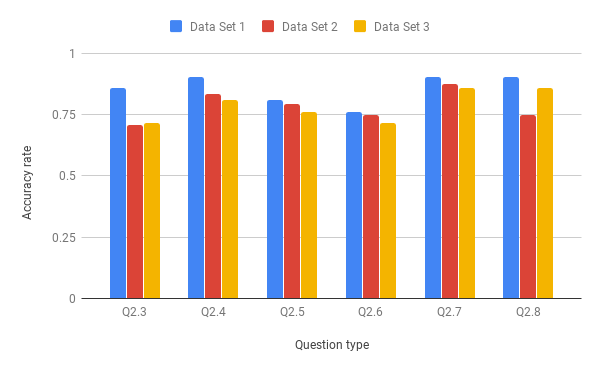 Data Set 1 Data Set 2 Data Set 3
1
0.75
0.5
0.25
0
Accuracy rate
Q2.3 Q2.4 Q2.5 Q2.6 Q2.7 Q2.8
Question type